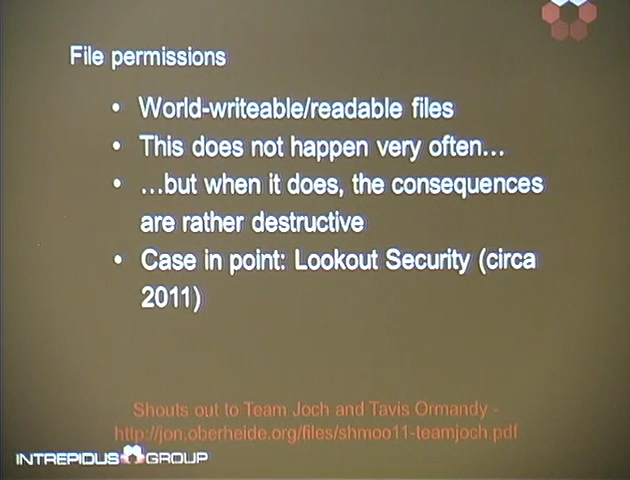 File permissions
• World-writeable/readable files
• This does not happen very often...
• ...but when it does, the consequences
are rather destructive
• Case in point: Lookout Security (circa
2011)
Shouts out to Team Joch and Tavis Ormandy -
http://jon.oberheide.org/files/shmoo11-teamjoch.pdf
INTREPIDUS GROUP